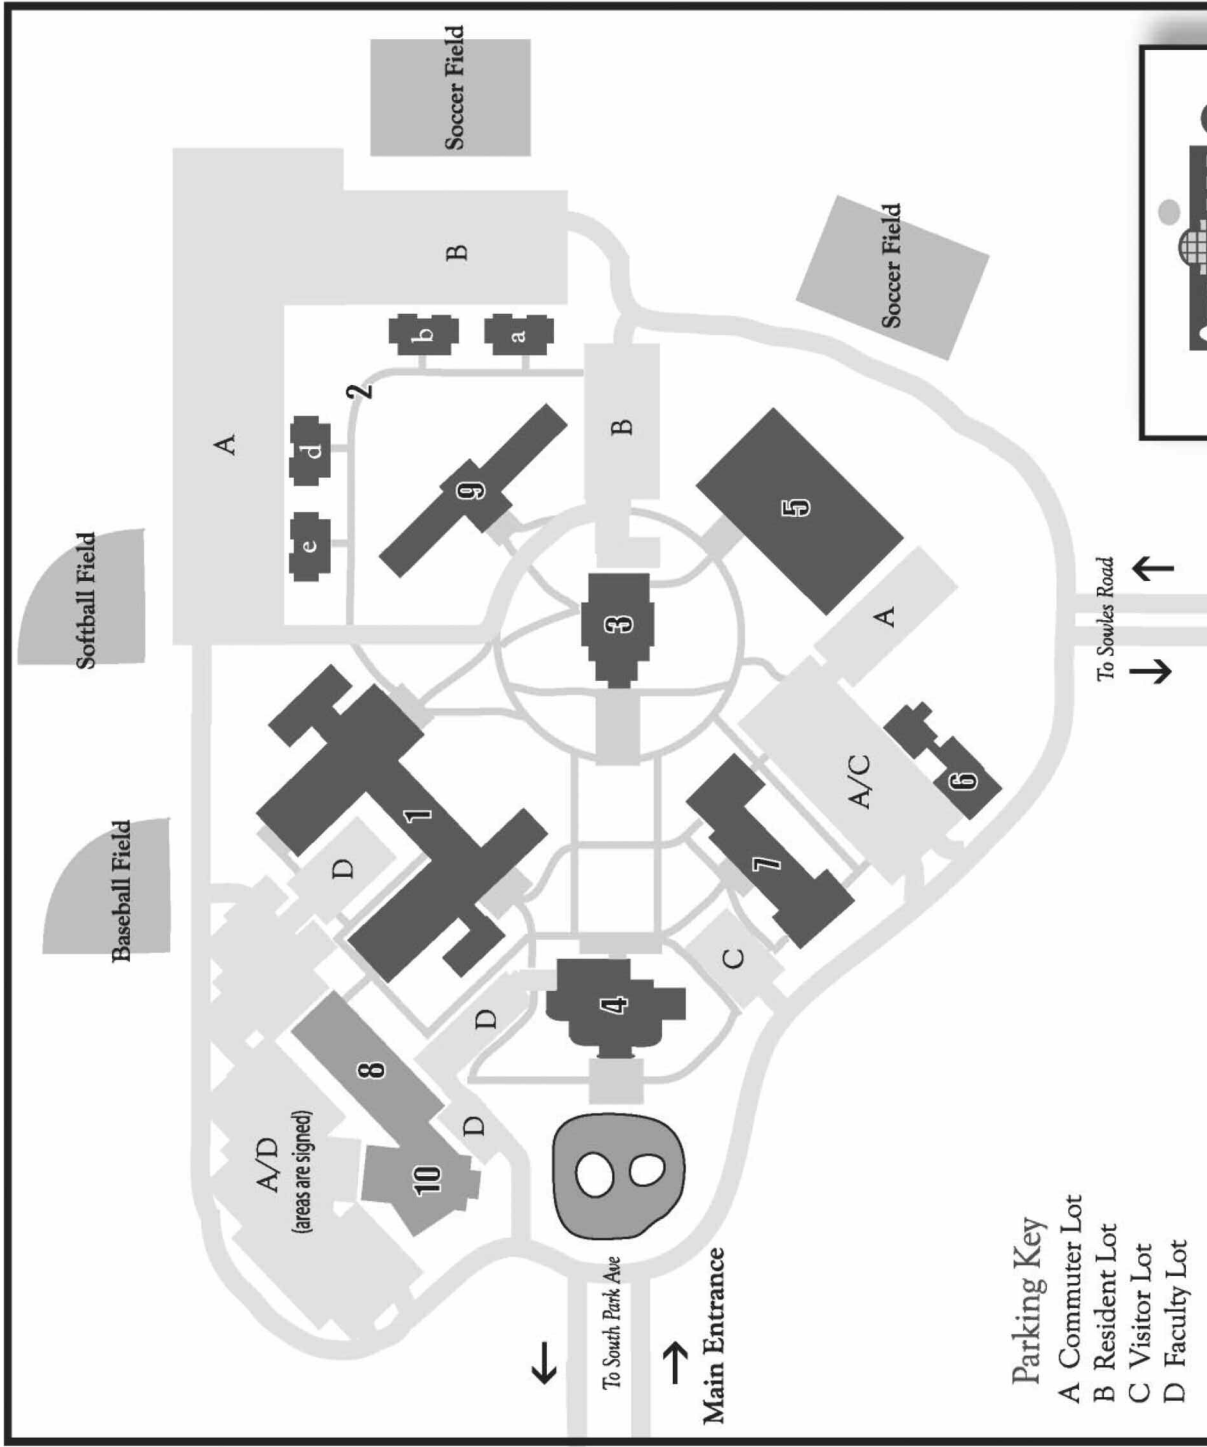 Softball Field
Baseball Field
A
A/D
(areas are signed)
e
d
D
2
8
1
b
10
Soccer Field
B
9
D
D
a
To South Park Ave
4
3
B
Main Entrance
C
7
5
A/C
A
Soccer Field
6
To Sowles Road
Parking Key
A Commuter Lot
B Resident Lot
C Visitor Lot
D Faculty Lot